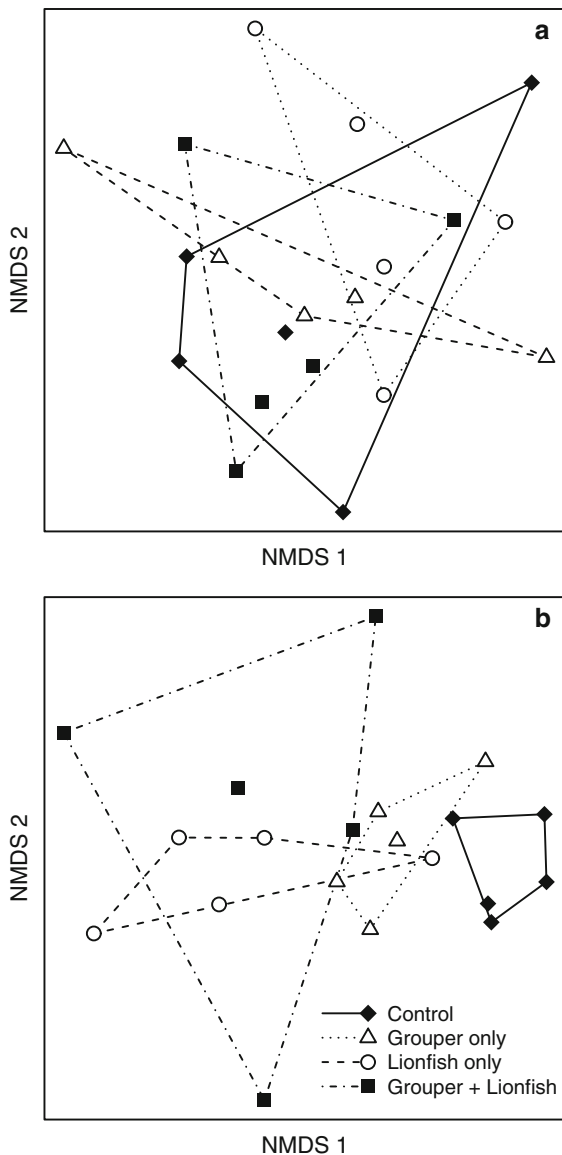 a
NMDS 2
NMDS 1
b
NMDS 2
Control
Grouper only
Lionfish only
Grouper + Lionfish
NMDS 1